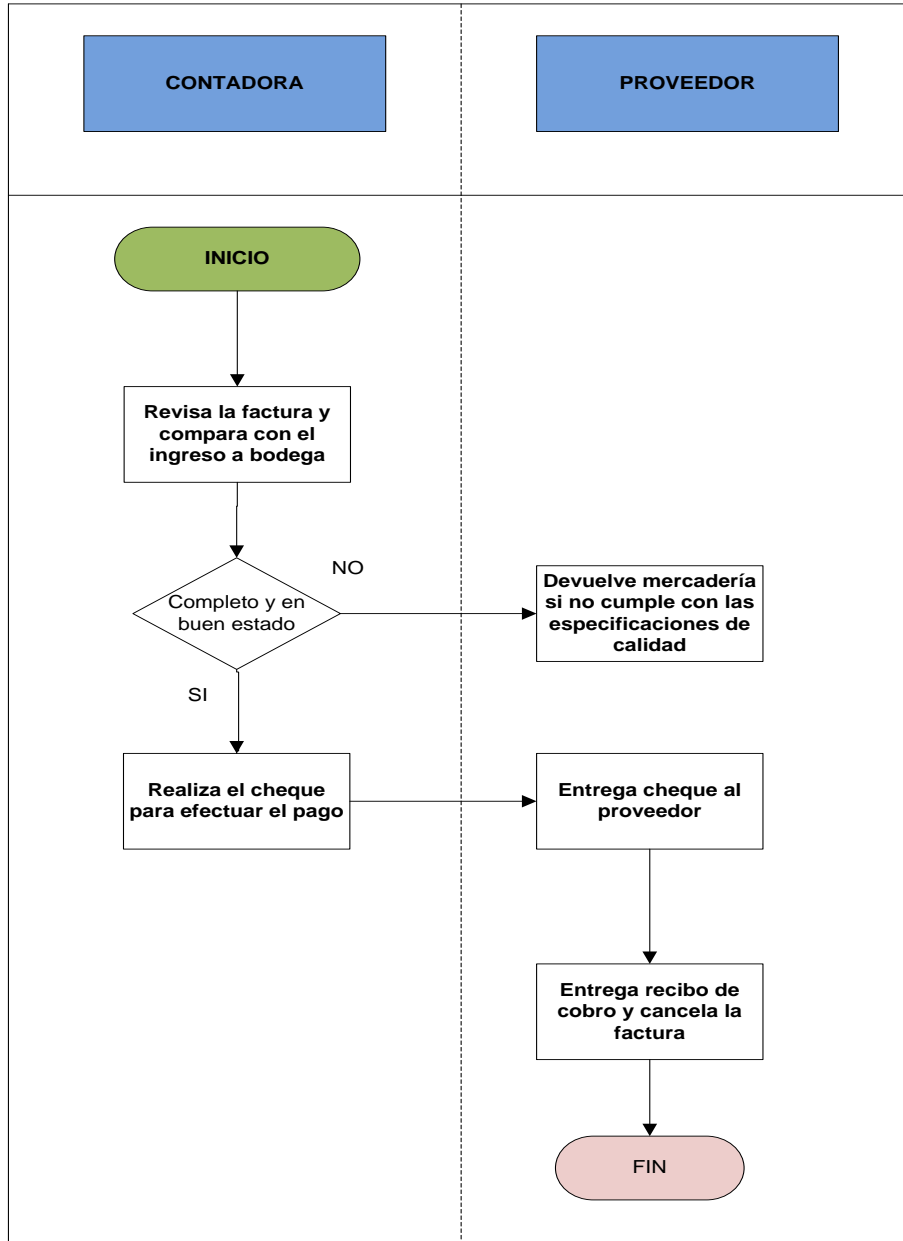 CONTADORA
PROVEEDOR
INICIO
Revisa la factura y
compara con el
ingreso a bodega
NO
Completo y en
buen estado
Devuelve mercadería
si no cumple con las
especificaciones de
calidad
SI
Realiza el cheque
para efectuar el pago
Entrega cheque al
proveedor
Entrega recibo de
cobro y cancela la
factura
FIN